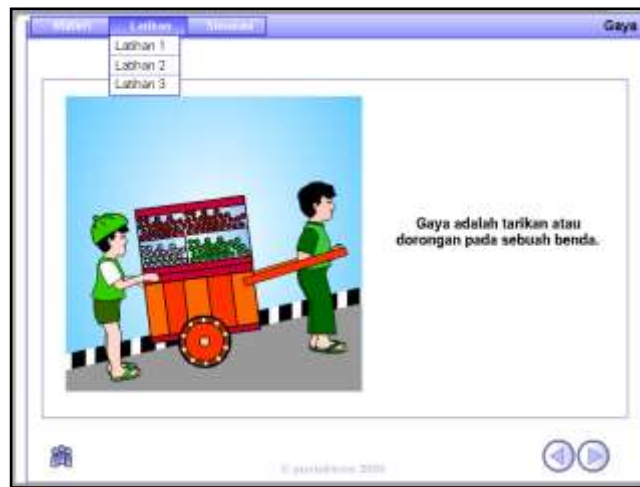 Materi Latihan Simulasi Gaya
Latihan 1
Latihan 2
Latihan 3
Gaya adalah tarikan atau
dorongan pada sebuah benda.